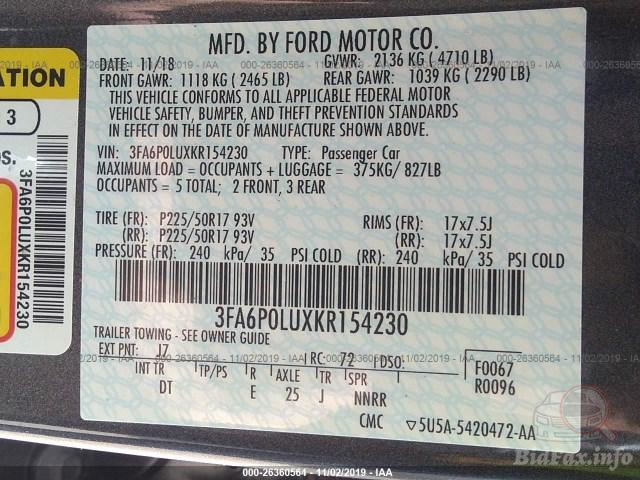 MFD. BY FORD MOTOR CO.
DATE: 11/18 GVWR: 2136 KG ( 4710 LB)
FRONT GAWR: 1118 KG ( 2465 LB) REAR GAWR: 1039 KG ( 2290 LB)
THIS VEHICLE CONFORMS TO ALL APPLICABLE FEDERAL MOTOR
VEHICLE SAFETY, BUMPER, AND THEFT PREVENTION STANDARDS
IN EFFECT ON THE DATE OF MANUFACTURE SHOWN ABOVE.
VIN: 3FA6P0LUXKR154230 TYPE: Passenger Car
MAXIMUM LOAD = OCCUPANTS + LUGGAGE = 375KG/ 827LB
OCCUPANTS = 5 TOTAL; 2 FRONT, 3 REAR
TIRE (FR): P225/50R17 93V RIMS (FR): 17x7.5J
(RR): P225/50R17 93V (RR): 17x7.5J
PRESSURE (FR): 240 kPa/ 35 PSI COLD (RR): 240 kPa/ 35 PSI COLD
3FA6P0LUXKR154230
TRAILER TOWING - SEE OWNER GUIDE
EXT PNT: J7 RC: 72 DSO: F0067
INT TR TP/PS R AXLE TR SPR R0096
DT E 25 J NNRR
CMC ▽5U5A-5420472-AA
ATION
3
OS.
3FA6P0LUXKR154230
000-26360564 - 11/02/2019 - IAA
000-26360564 - 11/02/2019 - IAA
BidFax.info